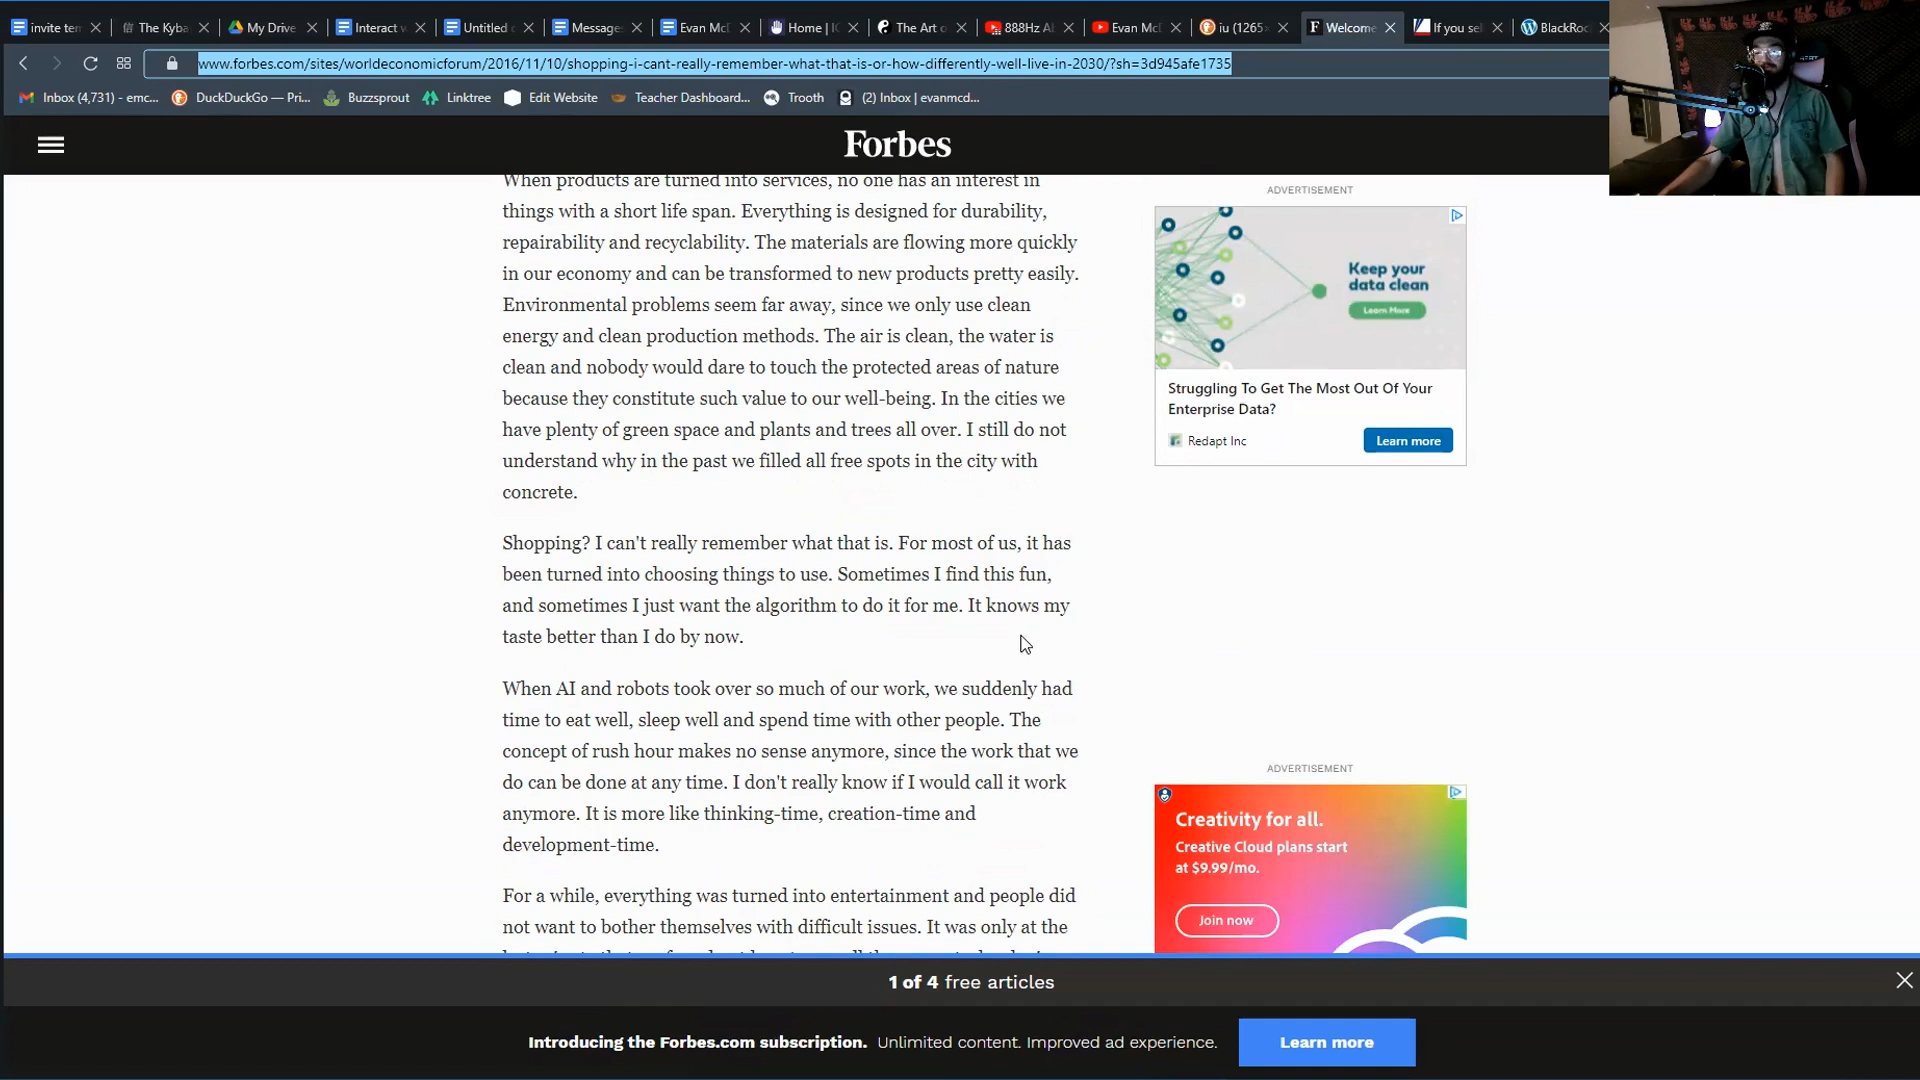 invite ten
The Kyba
My Drive
Interact w
Untitled
Messages
Evan McD
Home | IC
The Art o
888Hz Ab
Evan McD
iu (1265×
Welcome
If you sel
BlackRoc
www.forbes.com/sites/worldeconomicforum/2016/11/10/shopping-i-cant-really-remember-what-that-is-or-how-differently-well-live-in-2030/?sh=3d945afe1735
Inbox (4,731) - emc...
DuckDuckGo — Pri...
Buzzsprout
Linktree
Edit Website
Teacher Dashboard...
Trooth
(2) Inbox | evanmcd...
Forbes
When products are turned into services, no one has an interest in
things with a short life span. Everything is designed for durability,
repairability and recyclability. The materials are flowing more quickly
in our economy and can be transformed to new products pretty easily.
Environmental problems seem far away, since we only use clean
energy and clean production methods. The air is clean, the water is
clean and nobody would dare to touch the protected areas of nature
because they constitute such value to our well-being. In the cities we
have plenty of green space and plants and trees all over. I still do not
understand why in the past we filled all free spots in the city with
concrete.
Shopping? I can't really remember what that is. For most of us, it has
been turned into choosing things to use. Sometimes I find this fun,
and sometimes I just want the algorithm to do it for me. It knows my
taste better than I do by now.
When AI and robots took over so much of our work, we suddenly had
time to eat well, sleep well and spend time with other people. The
concept of rush hour makes no sense anymore, since the work that we
do can be done at any time. I don't really know if I would call it work
anymore. It is more like thinking-time, creation-time and
development-time.
For a while, everything was turned into entertainment and people did
not want to bother themselves with difficult issues. It was only at the
ADVERTISEMENT
Keep your
data clean
Learn More
Struggling To Get The Most Out Of Your
Enterprise Data?
Redapt Inc
Learn more
ADVERTISEMENT
Creativity for all.
Creative Cloud plans start
at $9.99/mo.
Join now
1 of 4 free articles
Introducing the Forbes.com subscription. Unlimited content. Improved ad experience.
Learn more